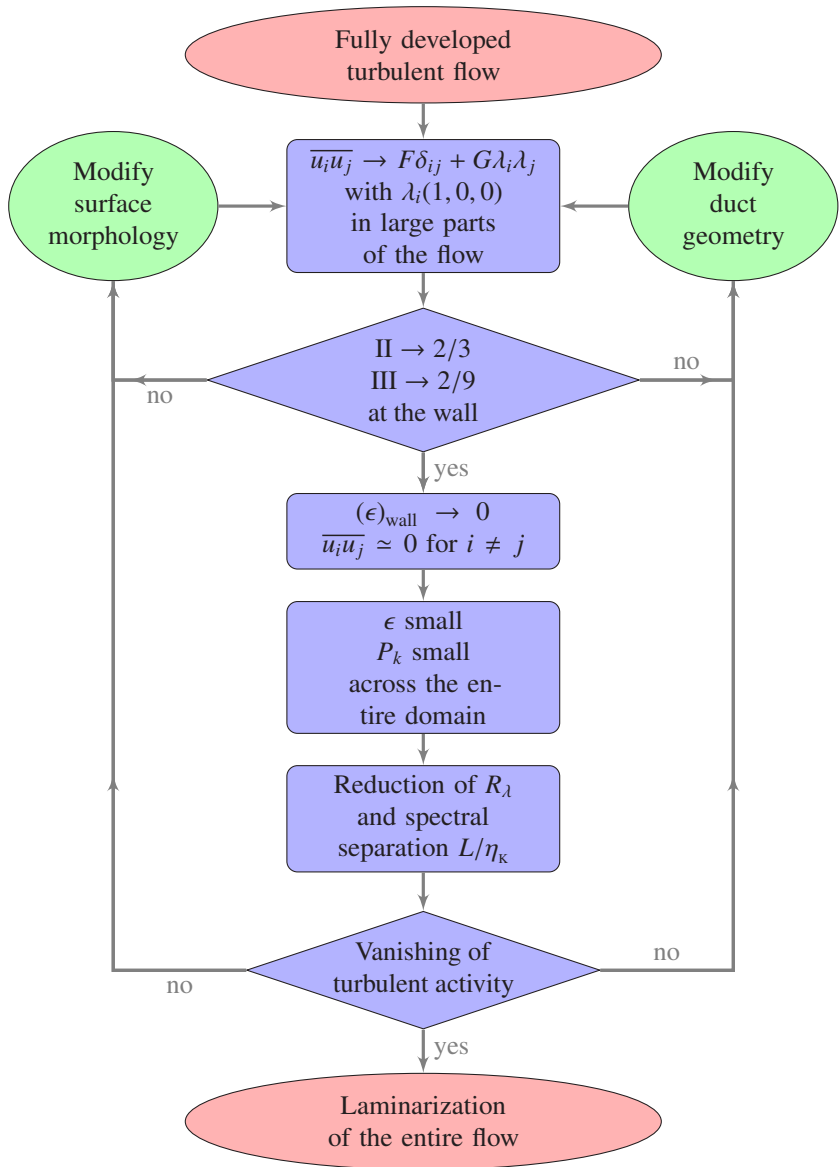 Fully developed
turbulent flow
Modify
surface
morphology
$\overline{u_i u_j} \rightarrow F\delta_{ij} + G\lambda_i\lambda_j$
with $\lambda_i(1, 0, 0)$
in large parts
of the flow
Modify
duct
geometry
II → 2/3
III → 2/9
at the wall
no
no
yes
$(\epsilon)_{\text{wall}} \rightarrow 0$
$\overline{u_i u_j} \simeq 0$ for $i \neq j$
$\epsilon$ small
$P_k$ small
across the en-
tire domain
Reduction of $R_\lambda$
and spectral
separation $L/\eta_{\text{K}}$
Vanishing of
turbulent activity
no
no
yes
Laminarization
of the entire flow